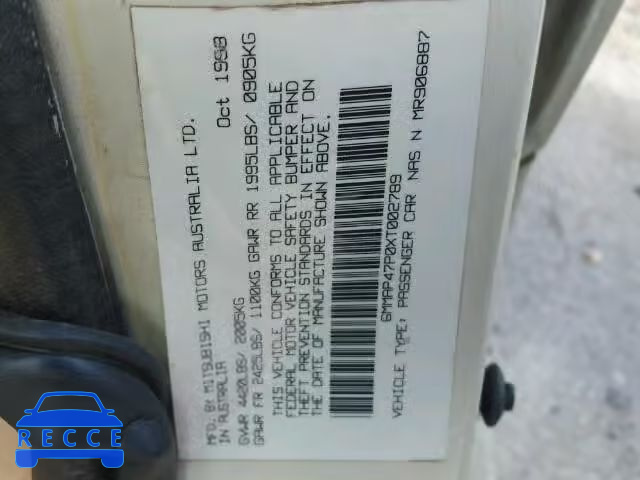 MFD. BY MITSUBISHI MOTORS AUSTRALIA LTD. Oct 1998
IN AUSTRALIA
GVWR 4420LBS/ 2005KG
GAWR FR 2425LBS/ 1100KG GAWR RR 1995LBS/ 0905KG
THIS VEHICLE CONFORMS TO ALL APPLICABLE
FEDERAL MOTOR VEHICLE SAFETY BUMPER AND
THEFT PREVENTION STANDARDS IN EFFECT ON
THE DATE OF MANUFACTURE SHOWN ABOVE.
6MMAP47P0XT002789
VEHICLE TYPE: PASSENGER CAR NAS N MR906887